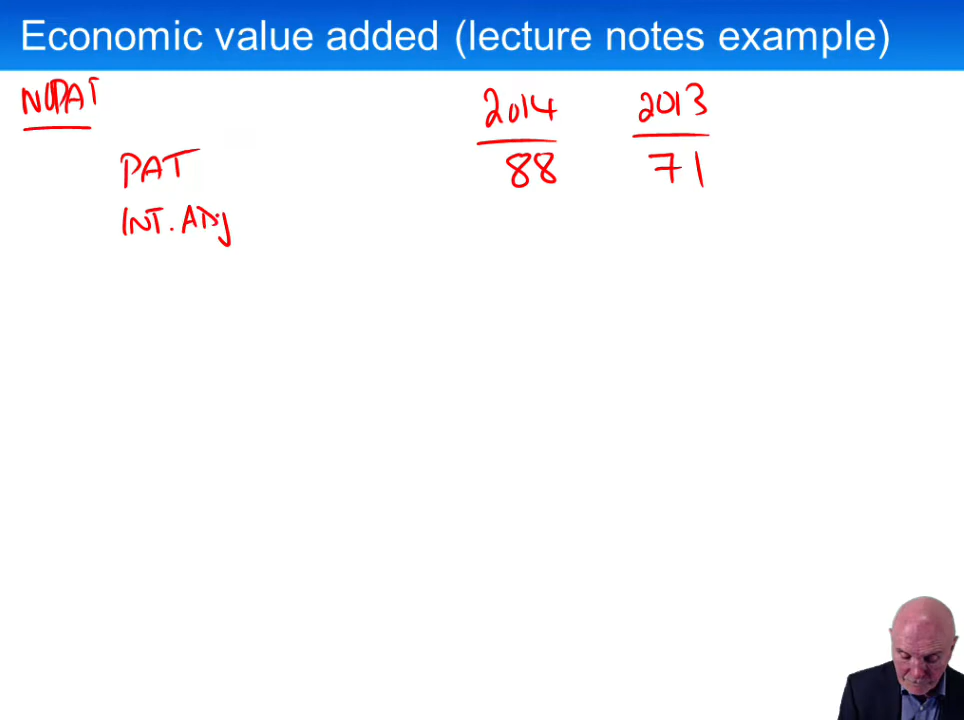 Economic value added (lecture notes example)
NOPAT
2014 2013
PAT 88 71
INT. ADJ